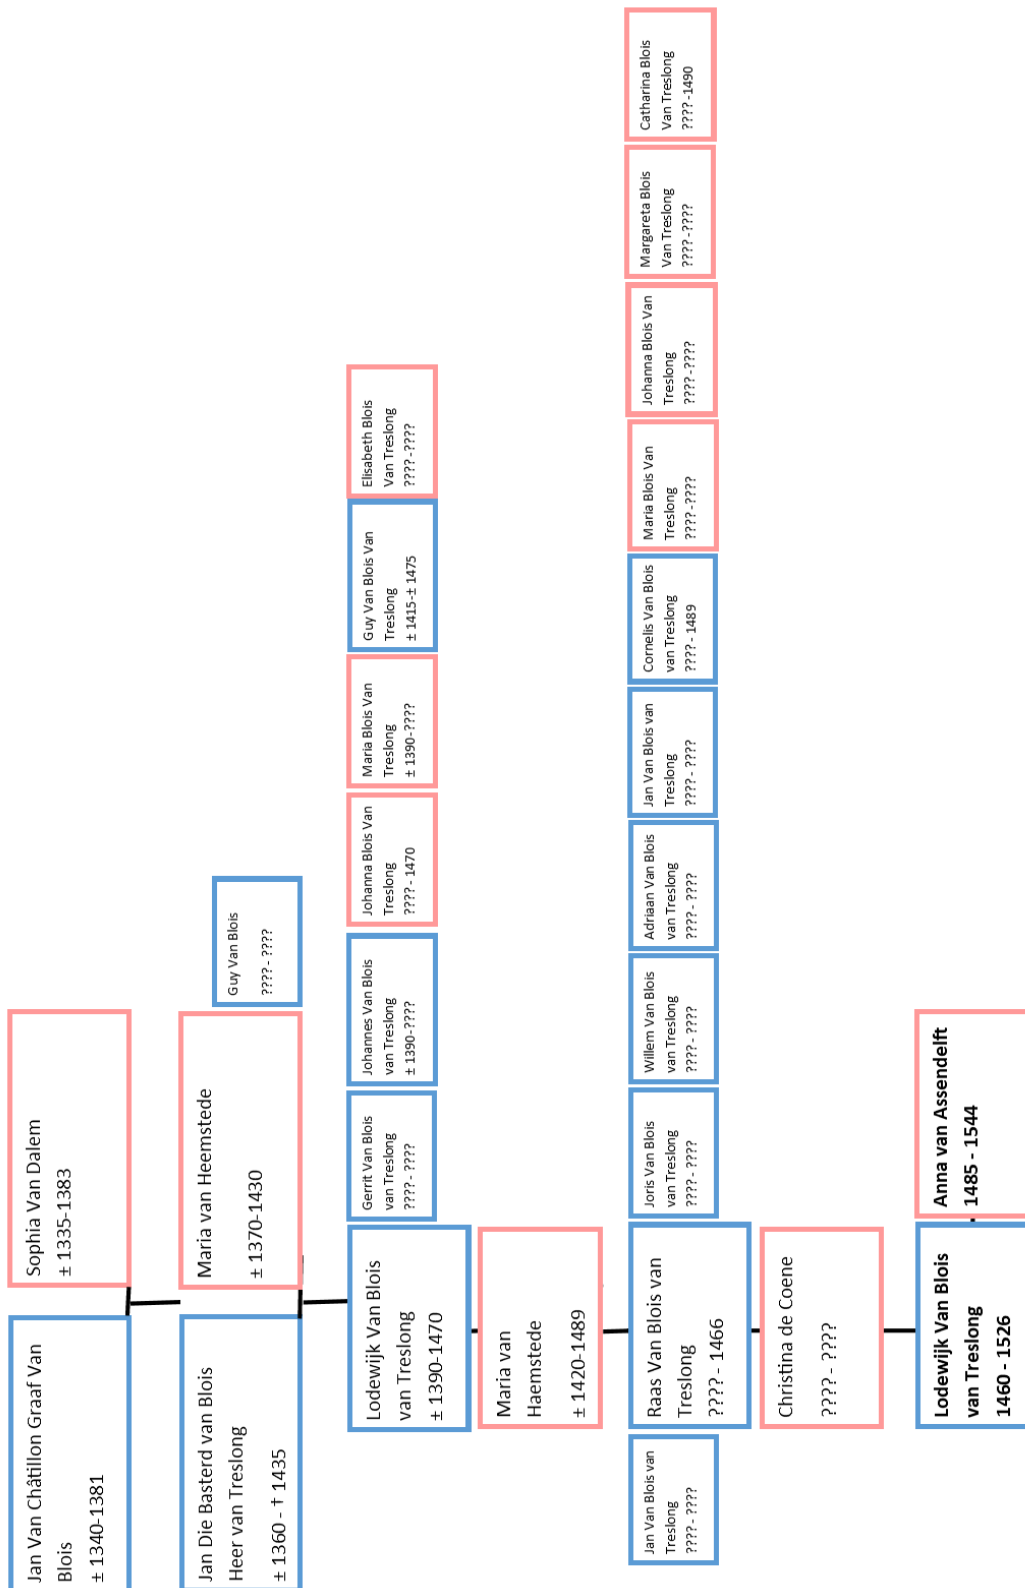 Jan Van Châtillon Graaf Van
Blois
± 1340-1381
Sophia Van Dalem
± 1335-1383
Jan Die Basterd van Blois
Heer van Treslong
± 1360 - † 1435
Maria van Heemstede
± 1370-1430
Guy Van Blois
???? - ????
Lodewijk Van Blois
van Treslong
± 1390-1470
Gerrit Van Blois
van Treslong
???? - ????
Johannes Van Blois
van Treslong
± 1390-????
Johanna Blois Van
Treslong
???? - 1470
Maria Blois Van
Treslong
± 1390-????
Guy Van Blois Van
Treslong
± 1415-± 1475
Elisabeth Blois
Van Treslong
????-????
Maria van
Haemstede
± 1420-1489
Jan Van Blois van
Treslong
???? - ????
Raas Van Blois van
Treslong
???? - 1466
Joris Van Blois
van Treslong
???? - ????
Willem Van Blois
van Treslong
???? - ????
Adriaan Van Blois
van Treslong
???? - ????
Jan Van Blois van
Treslong
???? - ????
Cornelis Van Blois
van Treslong
???? - 1489
Maria Blois Van
Treslong
????-????
Johanna Blois Van
Treslong
????-????
Margareta Blois
Van Treslong
????-????
Catharina Blois
Van Treslong
????-1490
Christina de Coene
???? - ????
Lodewijk Van Blois
van Treslong
1460 - 1526
Anna van Assendelft
1485 - 1544